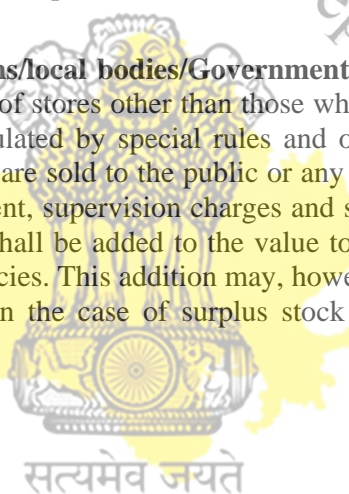 ns/local bodies/Government
of stores other than those wh
ulated by special rules and o
are sold to the public or any
ent, supervision charges and s
hall be added to the value to
cies. This addition may, howe
n the case of surplus stock
सत्यमेव जयते